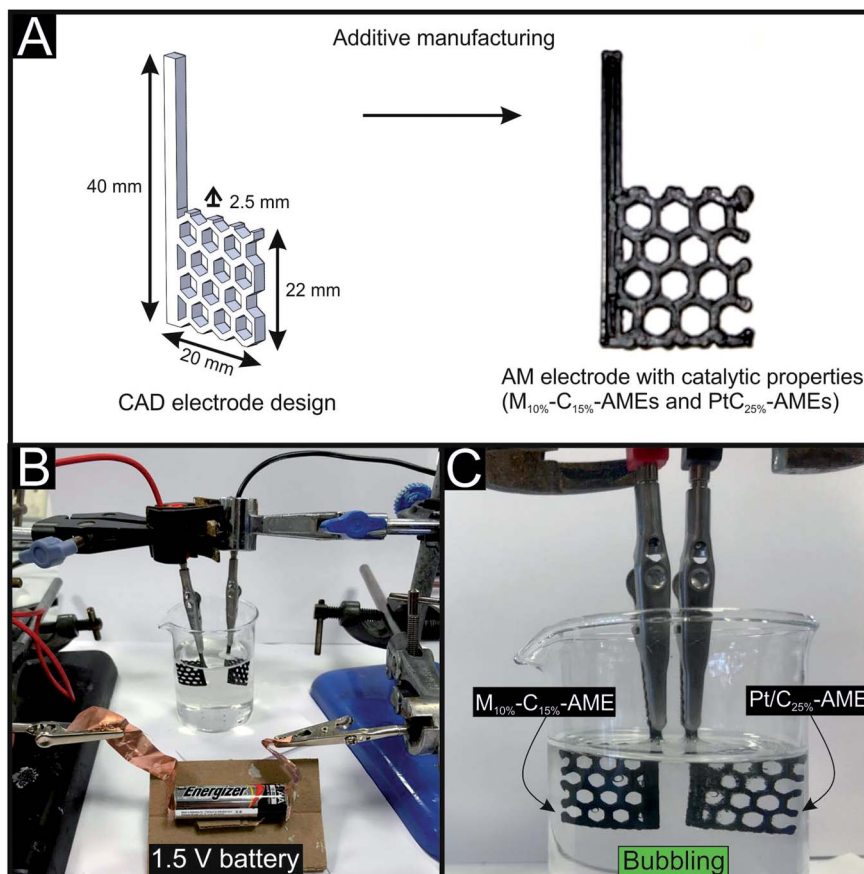 A
Additive manufacturing
40 mm
2.5 mm
22 mm
20 mm
CAD electrode design
AM electrode with catalytic properties
(M10%-C15%-AMEs and PtC25%-AMEs)
B
Energizer
1.5 V battery
C
M10%-C15%-AME
Pt/C25%-AME
Bubbling